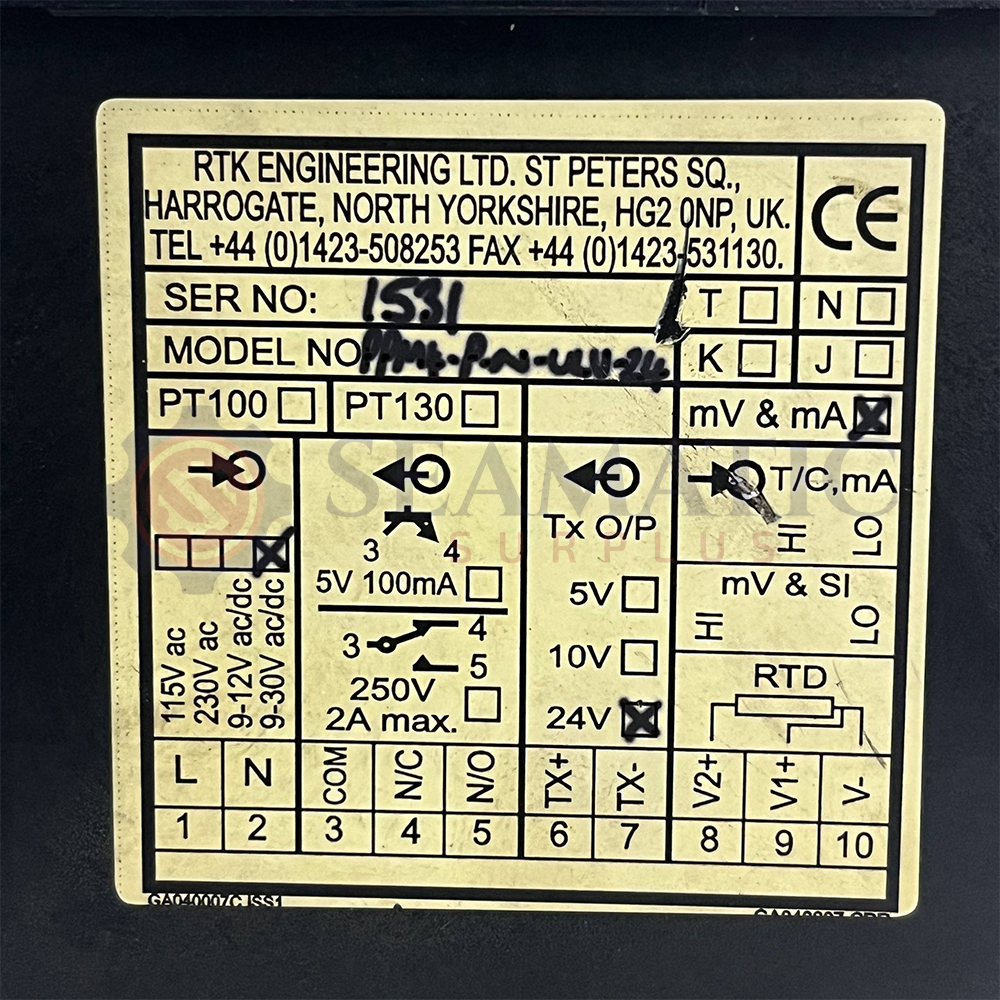 RTK ENGINEERING LTD. ST PETERS SQ.,
HARROGATE, NORTH YORKSHIRE, HG2 0NP, UK.
TEL +44 (0)1423-508253 FAX +44 (0)1423-531130.
CE
SER NO: 1531
T N
MODEL NO
K J
PT100 PT130 mV & mA
T/C, mA
HI LO
Tx O/P
3 4
5V 100mA
5V
mV & SI
HI LO
3 4
5
10V
250V
2A max.
24V
RTD
115V ac
230V ac
9-12V ac/dc
9-30V ac/dc
L N COM N/C N/O TX+ TX- V2+ V1+ V-
1 2 3 4 5 6 7 8 9 10
GA040007C ISS1
SEAMATIC
SURPLUS